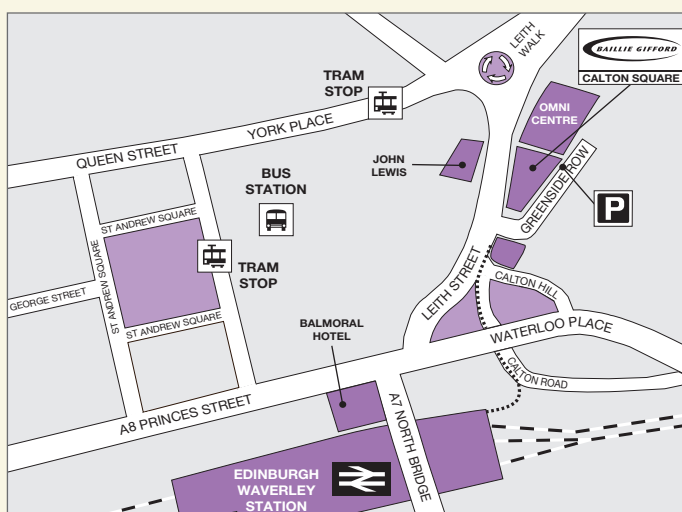 LEITH
WALK
BAILLIE GIFFORD
CALTON SQUARE
TRAM
STOP
OMNI
CENTRE
YORK PLACE
QUEEN STREET
JOHN
LEWIS
GREENSIDE ROW
P
BUS
STATION
ST ANDREW SQUARE
ST ANDREW SQUARE
TRAM
STOP
GEORGE STREET
LEITH STREET
CALTON HILL
ST ANDREW SQUARE
BALMORAL
HOTEL
WATERLOO PLACE
CALTON ROAD
A8 PRINCES STREET
A7 NORTH BRIDGE
EDINBURGH
WAVERLEY
STATION